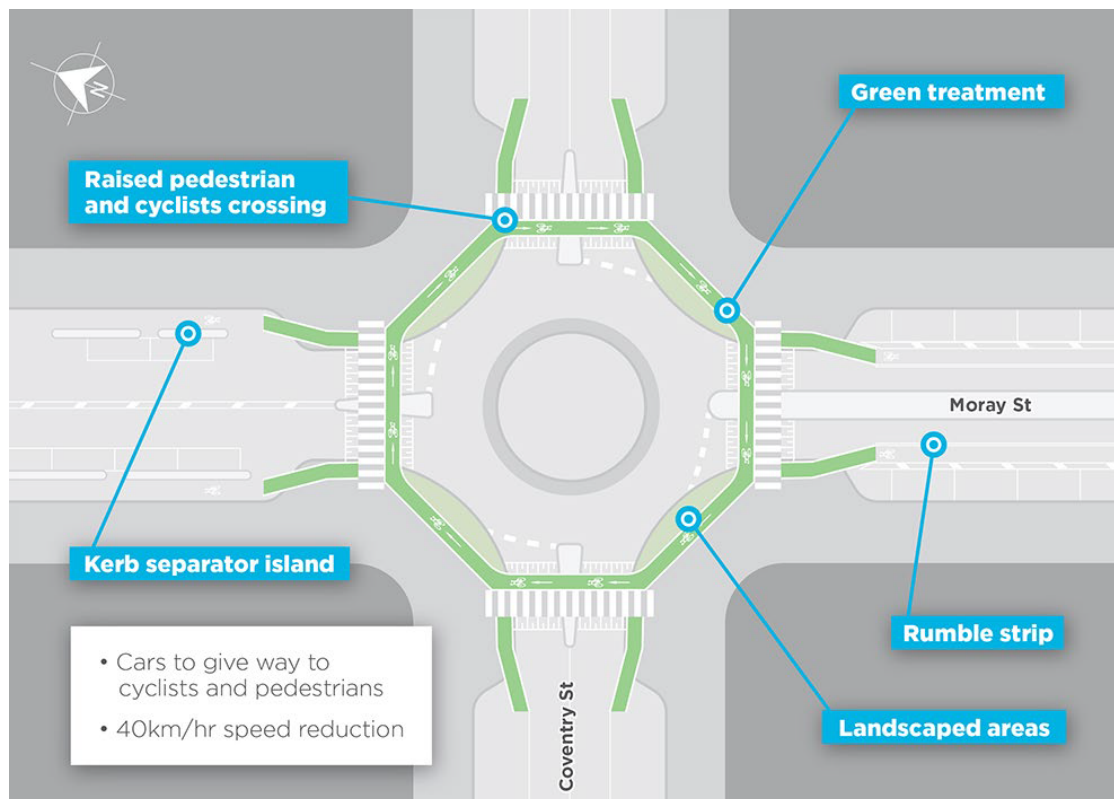 N
Green treatment
Raised pedestrian
and cyclists crossing
Moray St
Kerb separator island
Rumble strip
• Cars to give way to
cyclists and pedestrians
• 40km/hr speed reduction
Coventry St
Landscaped areas